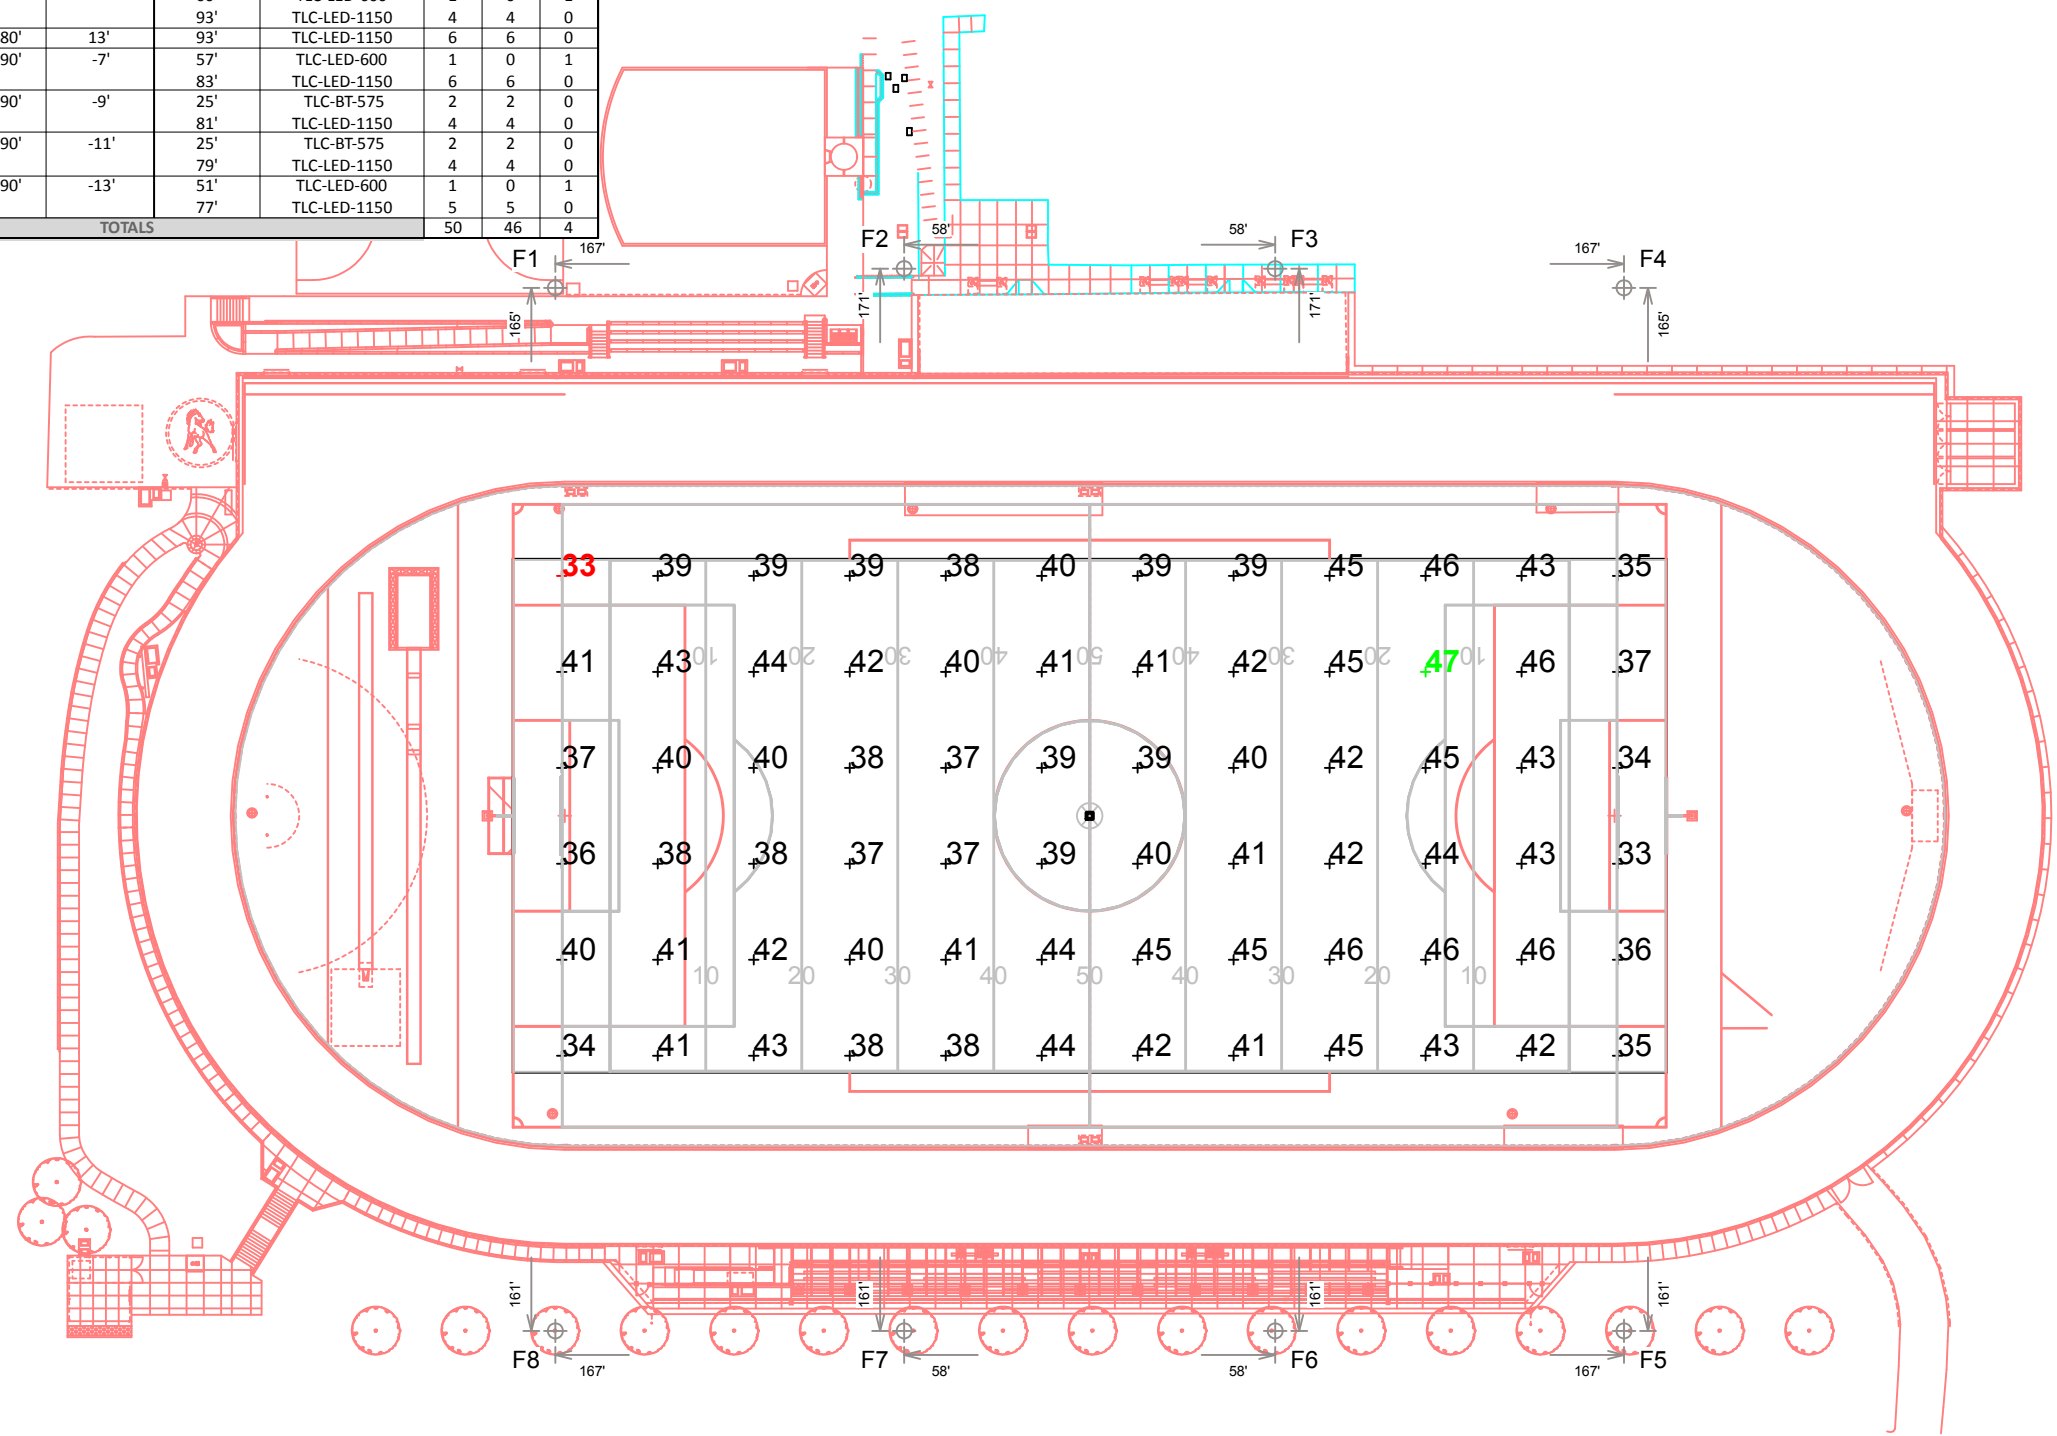 93' TLC-LED-1150 4 4 0
80' 13' 93' TLC-LED-1150 6 6 0
90' -7' 57' TLC-LED-600 1 0 1
83' TLC-LED-1150 6 6 0
90' -9' 25' TLC-BT-575 2 2 0
81' TLC-LED-1150 4 4 0
90' -11' 25' TLC-BT-575 2 2 0
79' TLC-LED-1150 4 4 0
90' -13' 51' TLC-LED-600 1 0 1
77' TLC-LED-1150 5 5 0
TOTALS 50 46 4
F1 167' F2 58' 58' F3 167' F4
165' 171' 171' 165'
33 39 39 39 38 40 39 39 45 46 43 35
41 43 44 42 40 41 41 42 45 47 46 37
10 20 30 40 50 40 30 20 10
37 40 40 38 37 39 39 40 42 45 43 34
36 38 38 37 37 39 40 41 42 44 43 33
40 41 42 40 41 44 45 45 46 46 46 36
10 20 30 40 50 40 30 20 10
34 41 43 38 38 44 42 41 45 43 42 35
161' 161' 161' 161'
F8 167' F7 58' 58' F6 167' F5